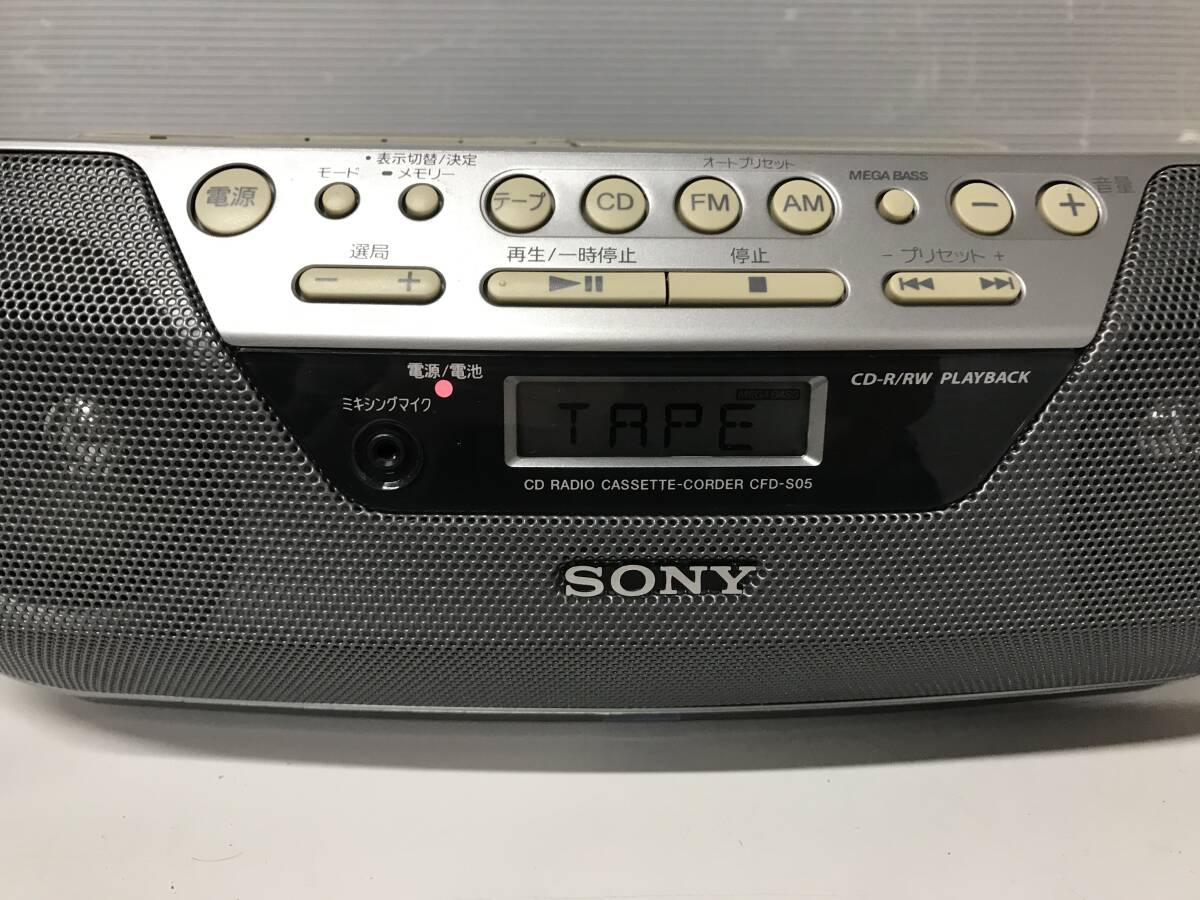 電源
モード
• 表示切替/決定
━ メモリー
テープ
CD
オートプリセット
FM
AM
MEGA BASS
−
+
音量
選局
− +
再生/一時停止
停止
− プリセット +
電源/電池
ミキシングマイク
MEGA BASS
TAPE
CD-R/RW PLAYBACK
CD RADIO CASSETTE-CORDER CFD-S05
SONY